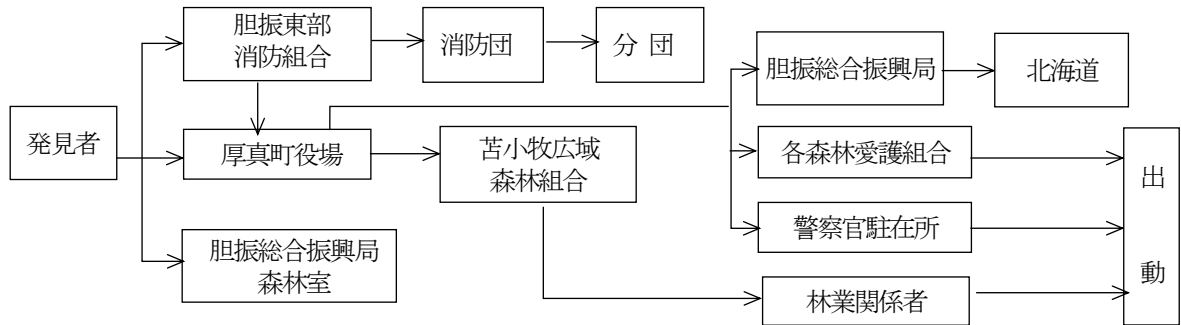 胆振東部
消防組合
消防団
分 団
胆振総合振興局
北海道
発見者
厚真町役場
苫小牧広域
森林組合
各森林愛護組合
出
動
警察官駐在所
胆振総合振興局
森林室
林業関係者